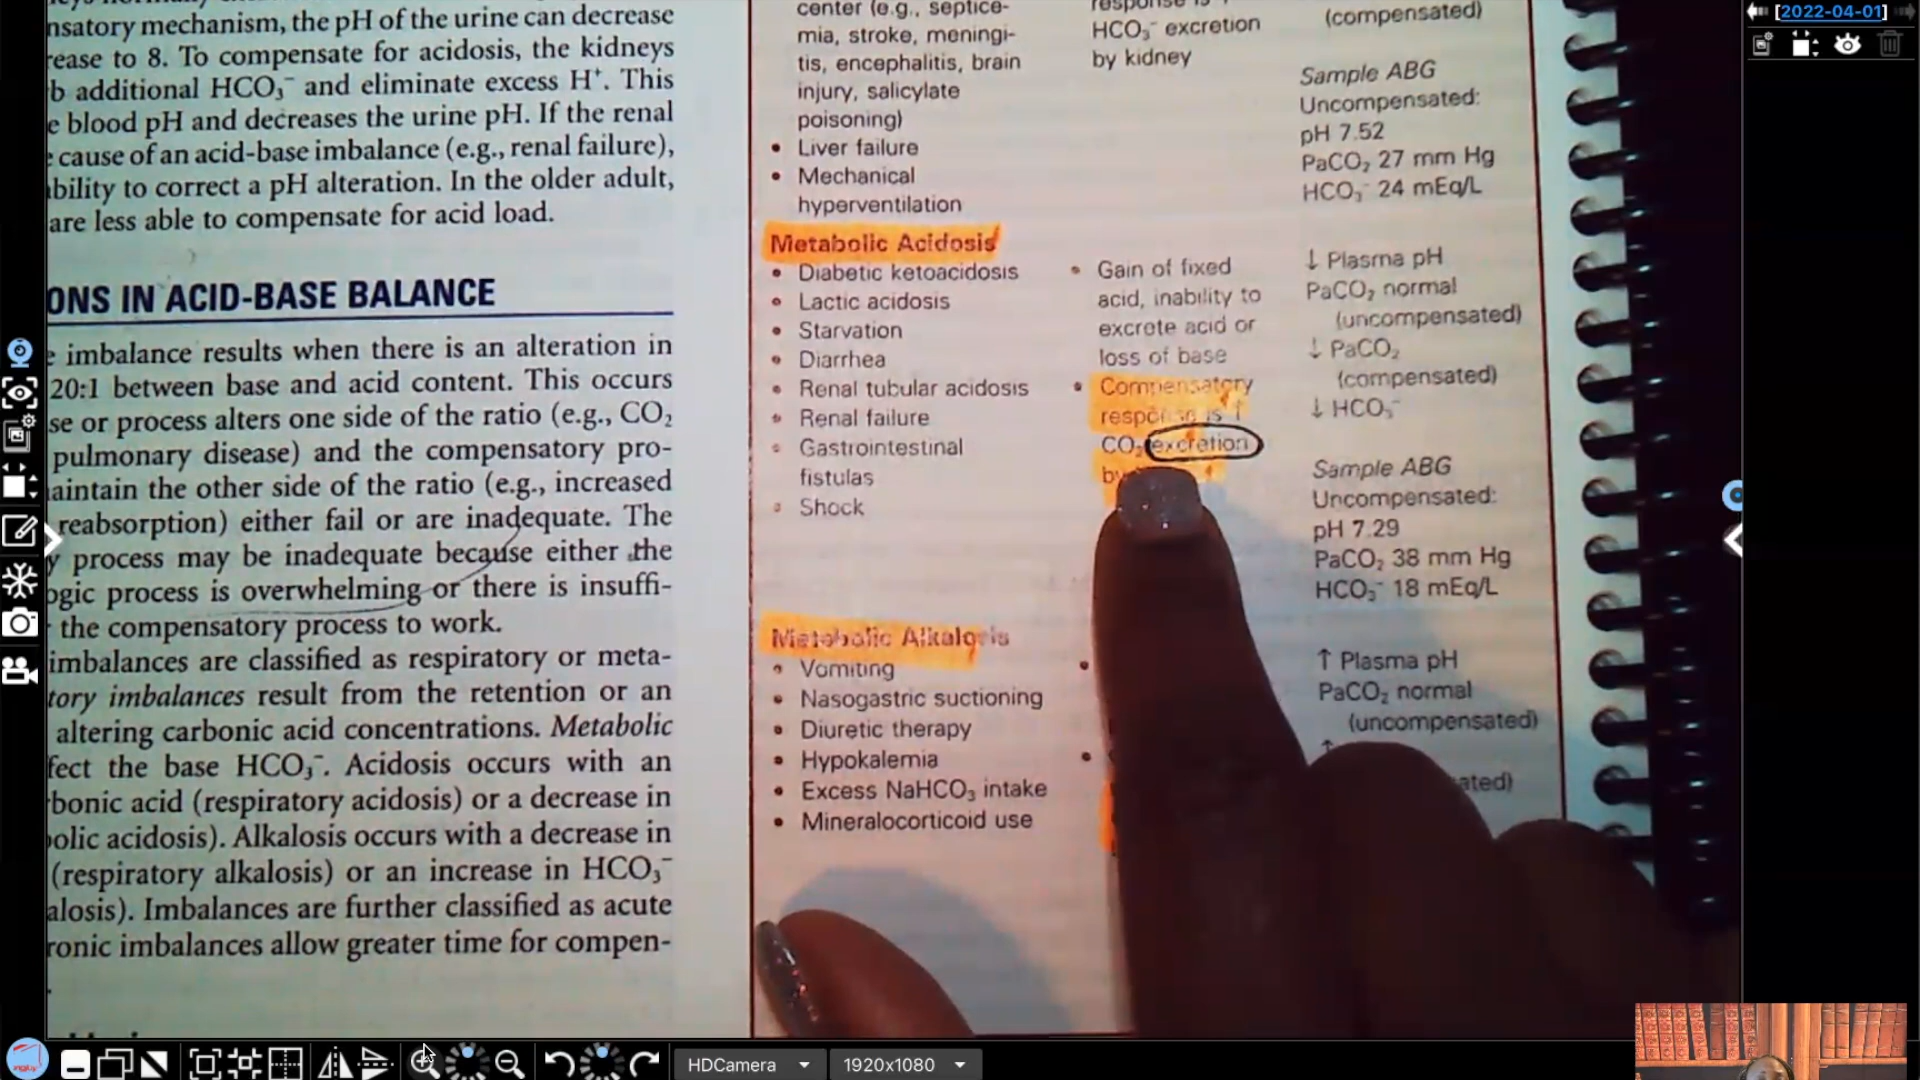 nsatory mechanism, the pH of the urine can decrease
rease to 8. To compensate for acidosis, the kidneys
b additional HCO₃⁻ and eliminate excess H⁺. This
e blood pH and decreases the urine pH. If the renal
cause of an acid-base imbalance (e.g., renal failure),
bility to correct a pH alteration. In the older adult,
are less able to compensate for acid load.
ONS IN ACID-BASE BALANCE
e imbalance results when there is an alteration in
20:1 between base and acid content. This occurs
se or process alters one side of the ratio (e.g., CO₂
pulmonary disease) and the compensatory pro-
aintain the other side of the ratio (e.g., increased
reabsorption) either fail or are inadequate. The
y process may be inadequate because either the
ogic process is overwhelming or there is insuffi-
the compensatory process to work.
imbalances are classified as respiratory or meta-
tory imbalances result from the retention or an
altering carbonic acid concentrations. Metabolic
fect the base HCO₃⁻. Acidosis occurs with an
rbonic acid (respiratory acidosis) or a decrease in
bolic acidosis). Alkalosis occurs with a decrease in
(respiratory alkalosis) or an increase in HCO₃⁻
alosis). Imbalances are further classified as acute
ronic imbalances allow greater time for compen-
center (e.g., septice-
mia, stroke, meningi-
tis, encephalitis, brain
injury, salicylate
poisoning)
• Liver failure
• Mechanical
hyperventilation
Metabolic Acidosis
• Diabetic ketoacidosis
• Lactic acidosis
• Starvation
• Diarrhea
• Renal tubular acidosis
• Renal failure
• Gastrointestinal
fistulas
• Shock
Metabolic Alkalosis
• Vomiting
• Nasogastric suctioning
• Diuretic therapy
• Hypokalemia
• Excess NaHCO₃ intake
• Mineralocorticoid use
response is ↑
HCO₃⁻ excretion
by kidney
• Gain of fixed
acid, inability to
excrete acid or
loss of base
• Compensatory
response is ↑
CO₂ excretion
by
(compensated)
Sample ABG
Uncompensated:
pH 7.52
PaCO₂ 27 mm Hg
HCO₃⁻ 24 mEq/L
↓ Plasma pH
PaCO₂ normal
(uncompensated)
↓ PaCO₂
(compensated)
↓ HCO₃⁻
Sample ABG
Uncompensated:
pH 7.29
PaCO₂ 38 mm Hg
HCO₃⁻ 18 mEq/L
↑ Plasma pH
PaCO₂ normal
(uncompensated)
↑
ated)
[2022-04-01]
HDCamera
1920x1080